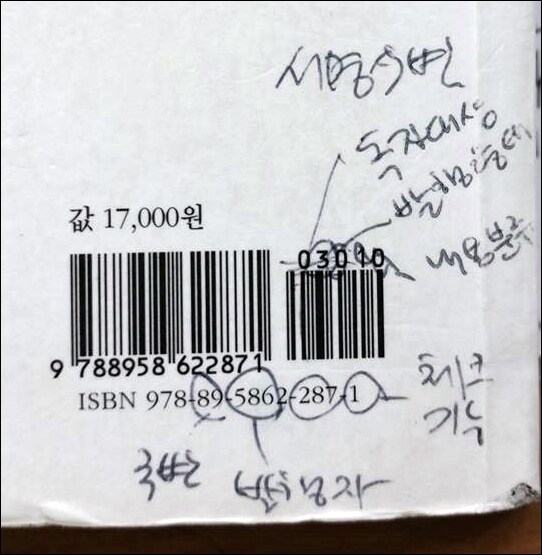 서명수번
독자대상
발행형태
값 17,000원
03010
내용분류
9 788958 622871
ISBN 978-89-5862-287-1
체크
기능
국번
발행자